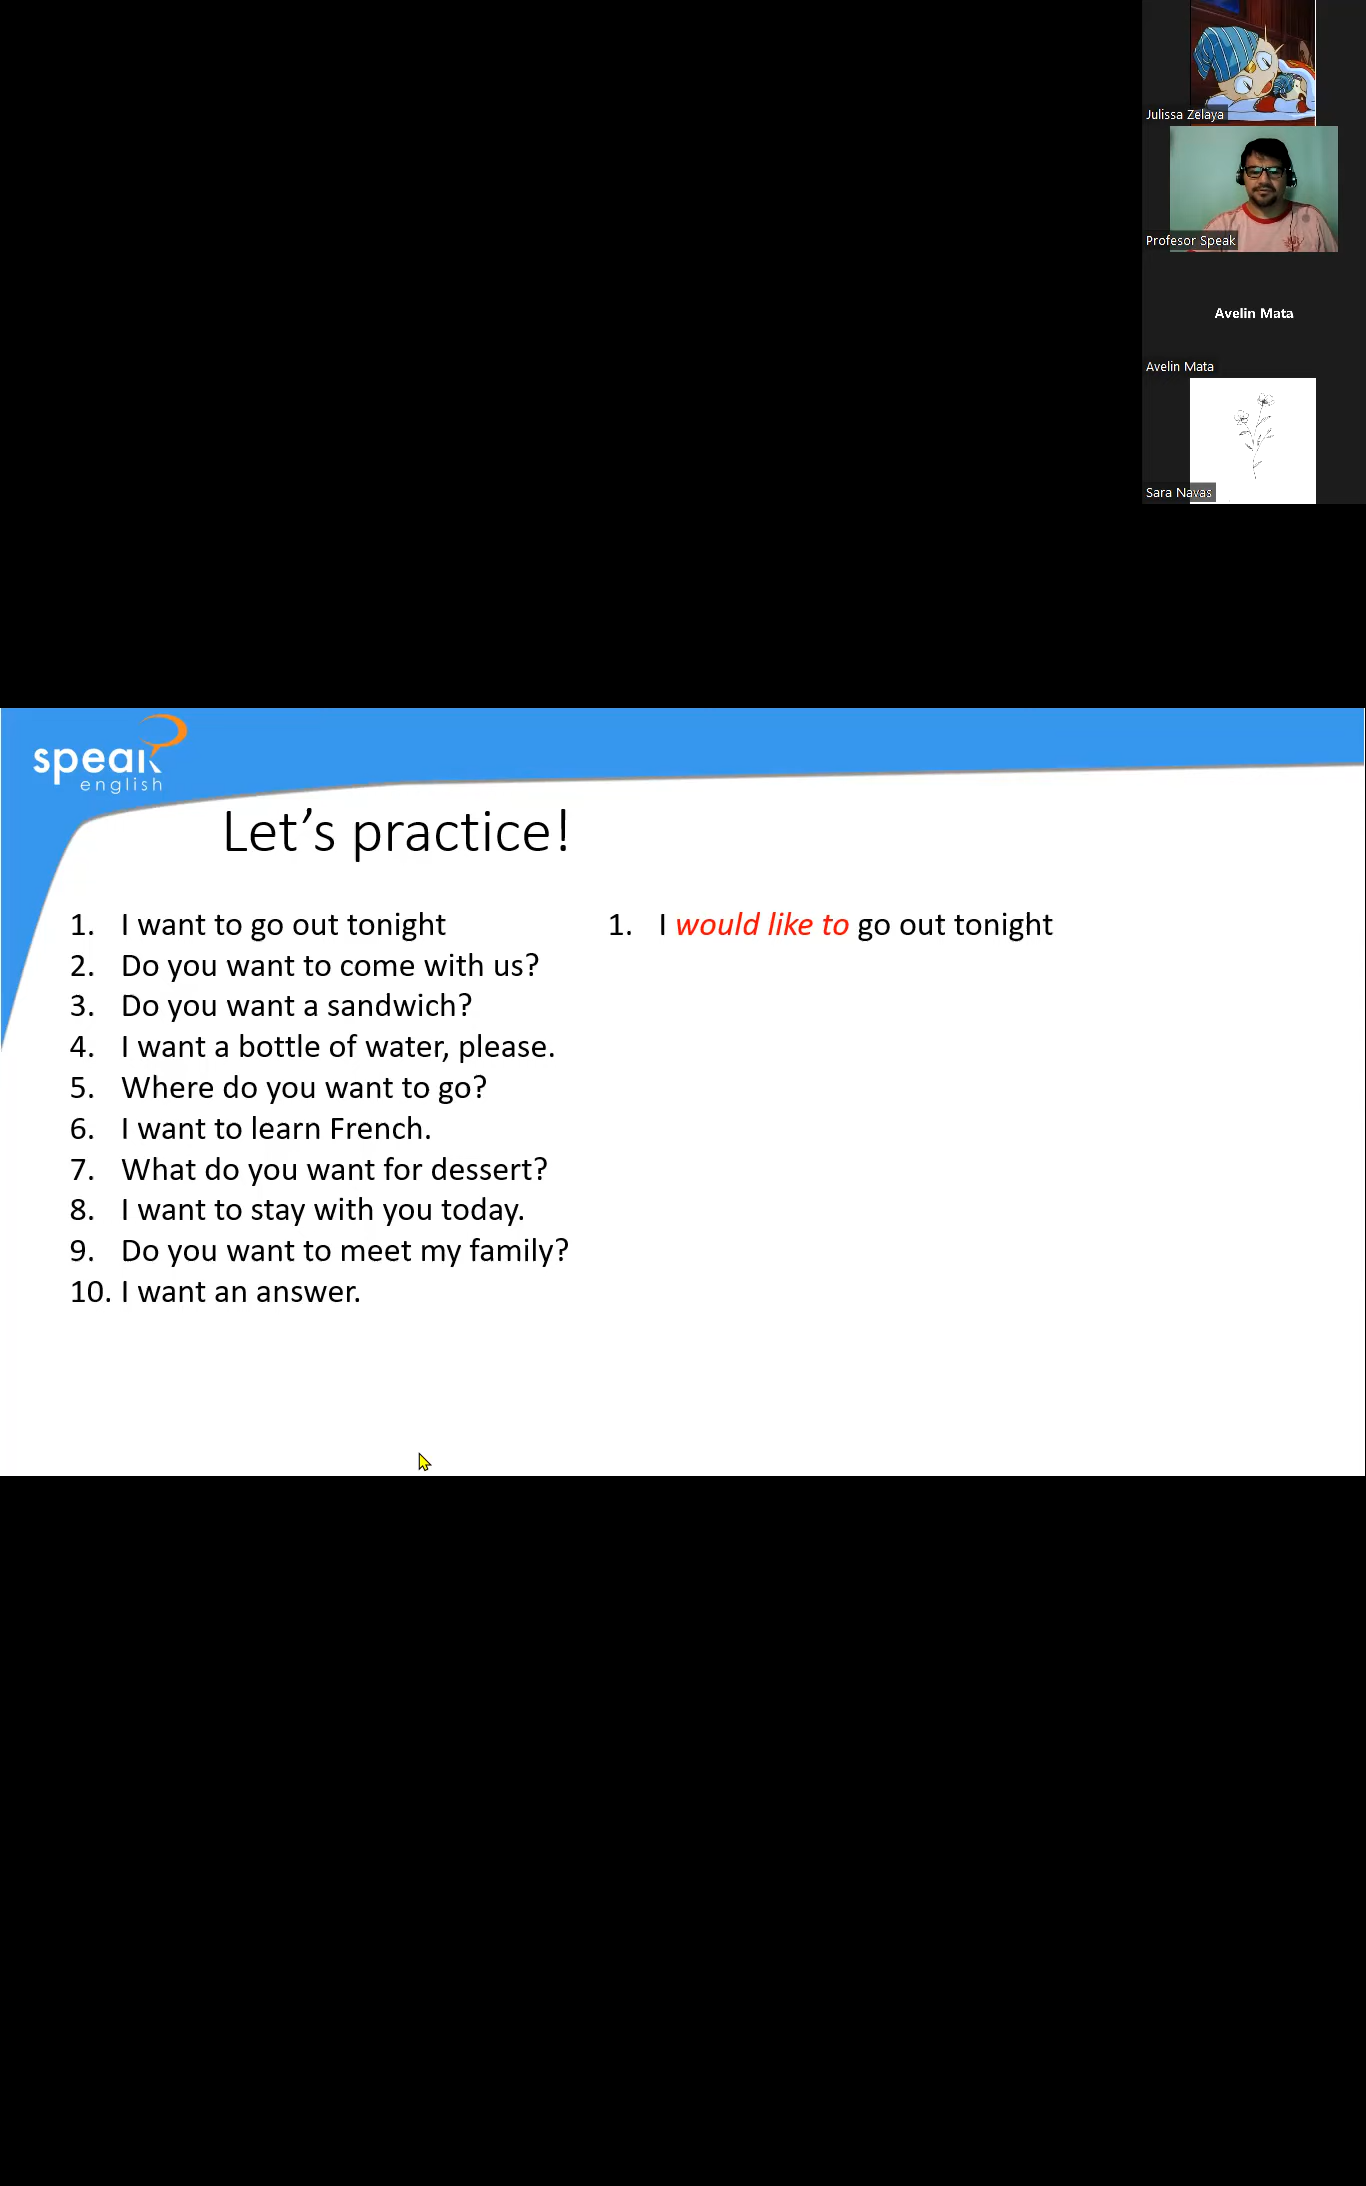 Julissa Zelaya
Profesor Speak
Avelin Mata
Avelin Mata
Sara Navas
speak
english
Let’s practice!
1. I want to go out tonight
2. Do you want to come with us?
3. Do you want a sandwich?
4. I want a bottle of water, please.
5. Where do you want to go?
6. I want to learn French.
7. What do you want for dessert?
8. I want to stay with you today.
9. Do you want to meet my family?
10. I want an answer.
1. I would like to go out tonight